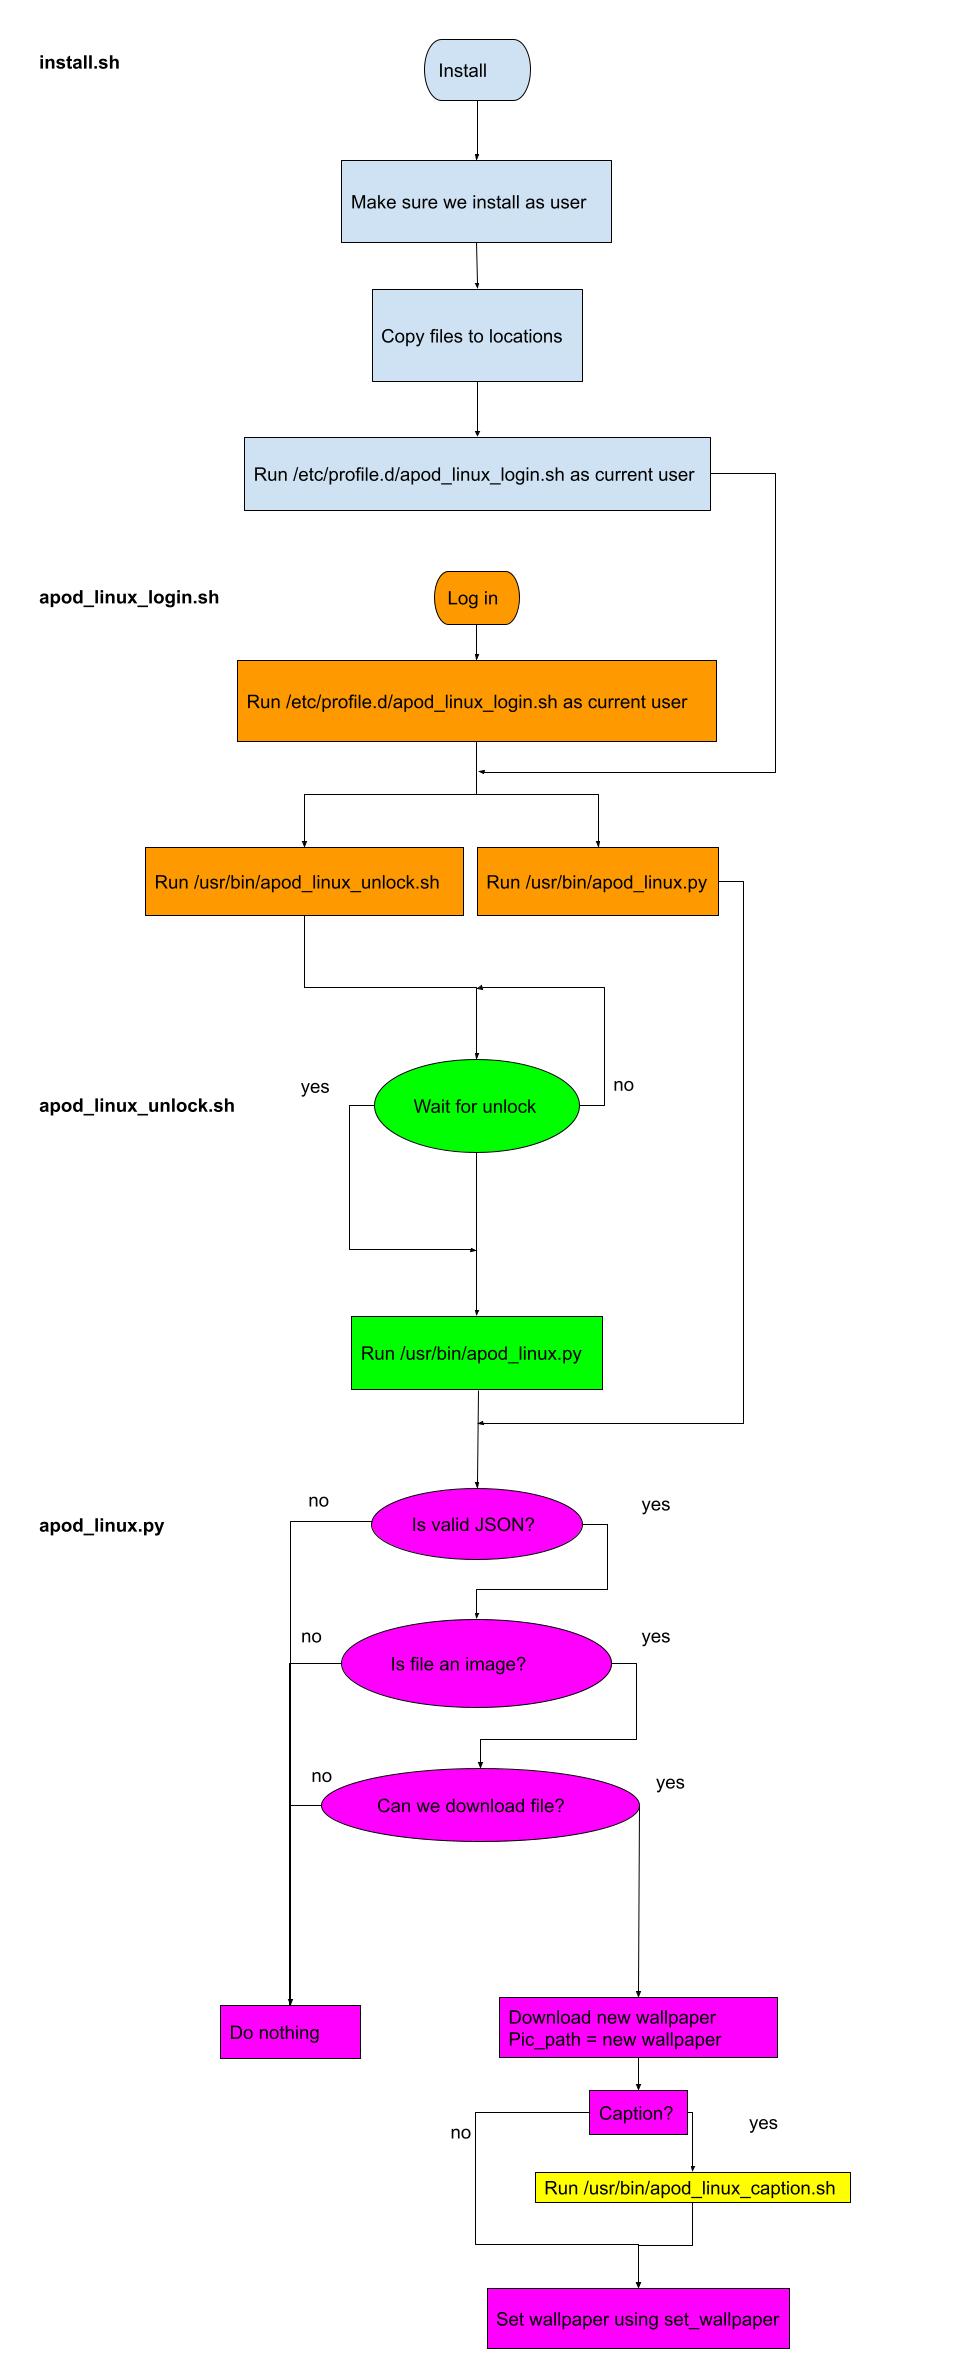 install.sh
Install
Make sure we install as user
Copy files to locations
Run /etc/profile.d/apod_linux_login.sh as current user
apod_linux_login.sh
Log in
Run /etc/profile.d/apod_linux_login.sh as current user
Run /usr/bin/apod_linux_unlock.sh
Run /usr/bin/apod_linux.py
yes
no
apod_linux_unlock.sh
Wait for unlock
Run /usr/bin/apod_linux.py
no
yes
apod_linux.py
Is valid JSON?
no
yes
Is file an image?
no
yes
Can we download file?
Do nothing
Download new wallpaper
Pic_path = new wallpaper
Caption?
no
yes
Run /usr/bin/apod_linux_caption.sh
Set wallpaper using set_wallpaper